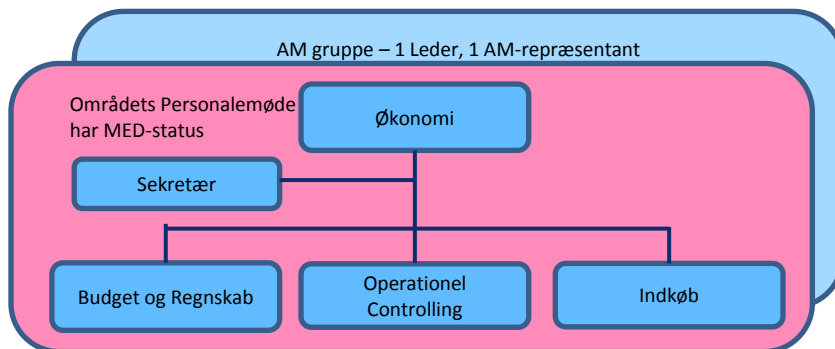 AM gruppe – 1 Leder, 1 AM-repræsentant
Områdets Personalemøde
har MED-status
Økonomi
Sekretær
Budget og Regnskab
Operationel
Controlling
Indkøb